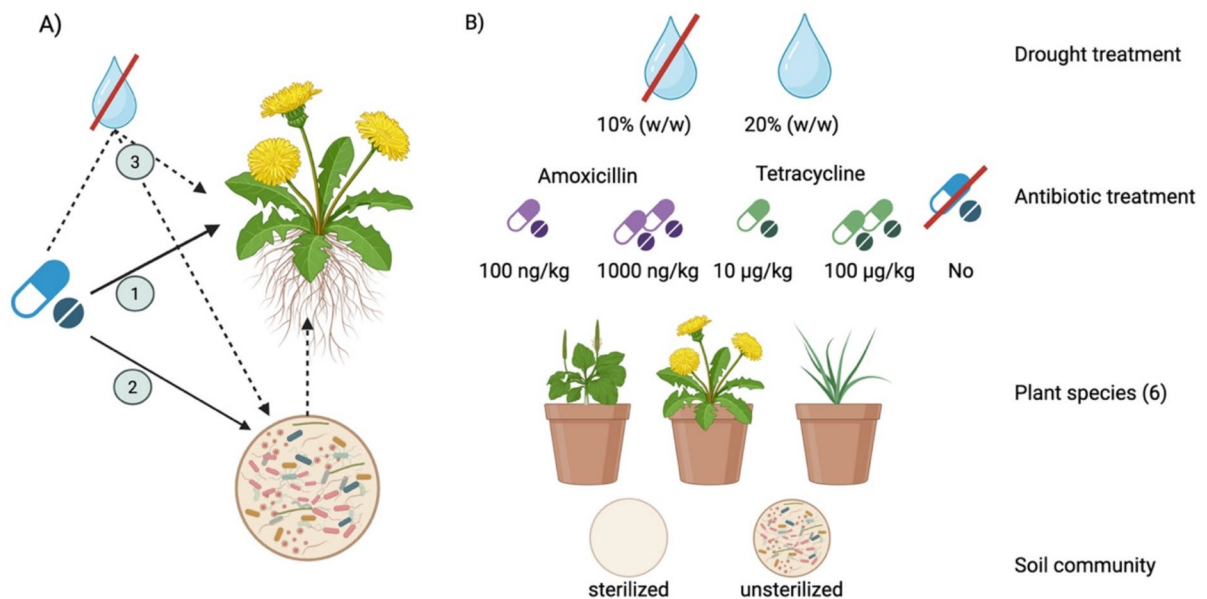 A)
3
1
2
B)
Drought treatment
10% (w/w) 20% (w/w)
Amoxicillin Tetracycline
Antibiotic treatment
100 ng/kg 1000 ng/kg 10 µg/kg 100 µg/kg No
Plant species (6)
sterilized unsterilized
Soil community